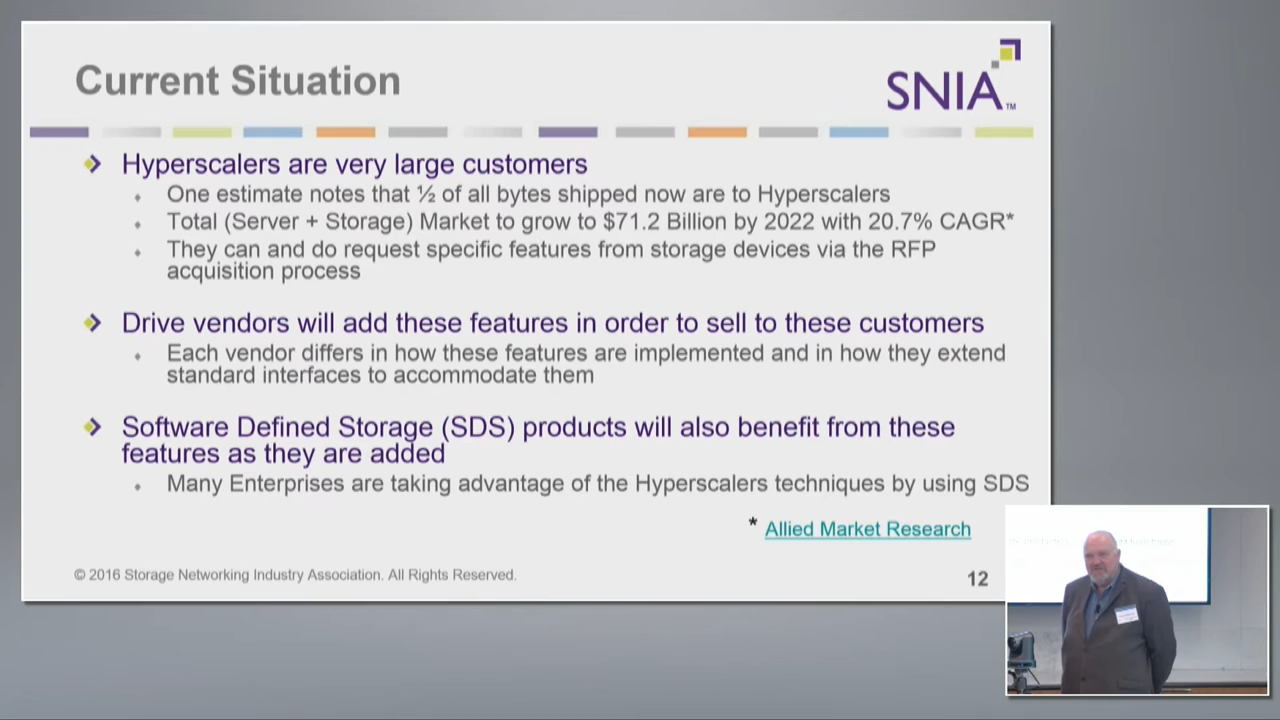 Current Situation
SNIA™
Hyperscalers are very large customers
One estimate notes that ½ of all bytes shipped now are to Hyperscalers
Total (Server + Storage) Market to grow to $71.2 Billion by 2022 with 20.7% CAGR*
They can and do request specific features from storage devices via the RFP
acquisition process
Drive vendors will add these features in order to sell to these customers
Each vendor differs in how these features are implemented and in how they extend
standard interfaces to accommodate them
Software Defined Storage (SDS) products will also benefit from these
features as they are added
Many Enterprises are taking advantage of the Hyperscalers techniques by using SDS
* Allied Market Research
© 2016 Storage Networking Industry Association. All Rights Reserved.
12